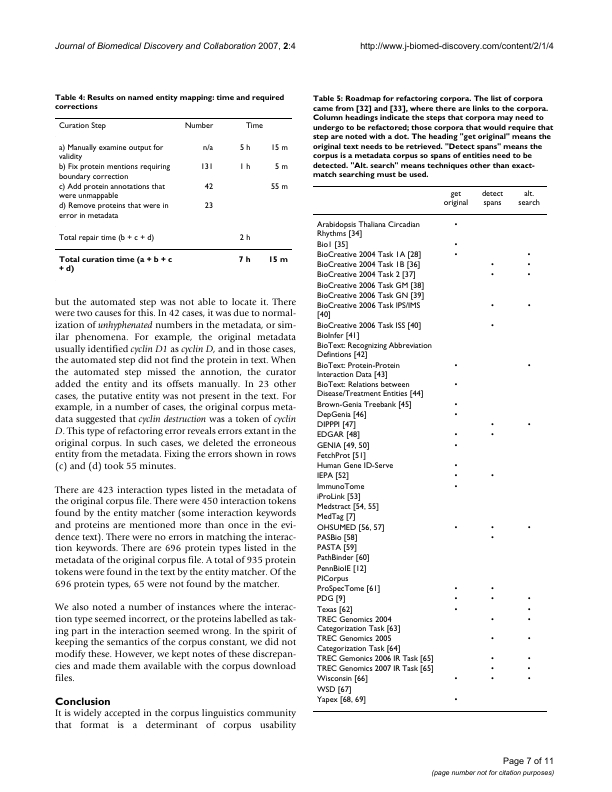 Journal of Biomedical Discovery and Collaboration 2007, 2:4
http://www.j-biomed-discovery.com/content/2/1/4
Table 4: Results on named entity mapping: time and required
corrections
Curation Step Number Time
a) Manually examine output for n/a 5 h 15 m
validity
b) Fix protein mentions requiring 131 1 h 5 m
boundary correction
c) Add protein annotations that 42 55 m
were unmappable
d) Remove proteins that were in 23
error in metadata
Total repair time (b + c + d) 2 h
Total curation time (a + b + c 7 h 15 m
+ d)
but the automated step was not able to locate it. There
were two causes for this. In 42 cases, it was due to normal-
ization of unhyphenated numbers in the metadata, or sim-
ilar phenomena. For example, the original metadata
usually identified cyclin D1 as cyclin D, and in those cases,
the automated step did not find the protein in text. When
the automated step missed the annotion, the curator
added the entity and its offsets manually. In 23 other
cases, the putative entity was not present in the text. For
example, in a number of cases, the original corpus meta-
data suggested that cyclin destruction was a token of cyclin
D. This type of refactoring error reveals errors extant in the
original corpus. In such cases, we deleted the erroneous
entity from the metadata. Fixing the errors shown in rows
(c) and (d) took 55 minutes.
There are 423 interaction types listed in the metadata of
the original corpus file. There were 450 interaction tokens
found by the entity matcher (some interaction keywords
and proteins are mentioned more than once in the evi-
dence text). There were no errors in matching the interac-
tion keywords. There are 696 protein types listed in the
metadata of the original corpus file. A total of 935 protein
tokens were found in the text by the entity matcher. Of the
696 protein types, 65 were not found by the matcher.
We also noted a number of instances where the interac-
tion type seemed incorrect, or the proteins labelled as tak-
ing part in the interaction seemed wrong. In the spirit of
keeping the semantics of the corpus constant, we did not
modify these. However, we kept notes of these discrepan-
cies and made them available with the corpus download
files.
Conclusion
It is widely accepted in the corpus linguistics community
that format is a determinant of corpus usability
Table 5: Roadmap for refactoring corpora. The list of corpora
came from [32] and [33], where there are links to the corpora.
Column headings indicate the steps that corpora may need to
undergo to be refactored; those corpora that would require that
step are noted with a dot. The heading "get original" means the
original text needs to be retrieved. "Detect spans" means the
corpus is a metadata corpus so spans of entities need to be
detected. "Alt. search" means techniques other than exact-
match searching must be used.
get detect alt.
original spans search
Arabidopsis Thaliana Circadian •
Rhythms [34]
Bio1 [35] •
BioCreative 2004 Task 1A [28] • •
BioCreative 2004 Task 1B [36] • •
BioCreative 2004 Task 2 [37] • •
BioCreative 2006 Task GM [38]
BioCreative 2006 Task GN [39]
BioCreative 2006 Task IPS/IMS • •
[40]
BioCreative 2006 Task ISS [40] •
BioInfer [41]
BioText: Recognizing Abbreviation
Defintions [42]
BioText: Protein-Protein • •
Interaction Data [43]
BioText: Relations between •
Disease/Treatment Entities [44]
Brown-Genia Treebank [45] •
DepGenia [46] •
DIPPPI [47] • •
EDGAR [48] • •
GENIA [49, 50] •
FetchProt [51]
Human Gene ID-Serve •
IEPA [52] • •
ImmunoTome •
iProLink [53]
Medstract [54, 55]
MedTag [7]
OHSUMED [56, 57] • • •
PASBio [58] •
PASTA [59]
PathBinder [60]
PennBioIE [12]
PICorpus
ProSpecTome [61] • •
PDG [9] • • •
Texas [62] • •
TREC Genomics 2004 • •
Categorization Task [63]
TREC Genomics 2005 • •
Categorization Task [64]
TREC Gemonics 2006 IR Task [65] • •
TREC Genomics 2007 IR Task [65] • •
Wisconsin [66] • • •
WSD [67]
Yapex [68, 69] •
Page 7 of 11
(page number not for citation purposes)